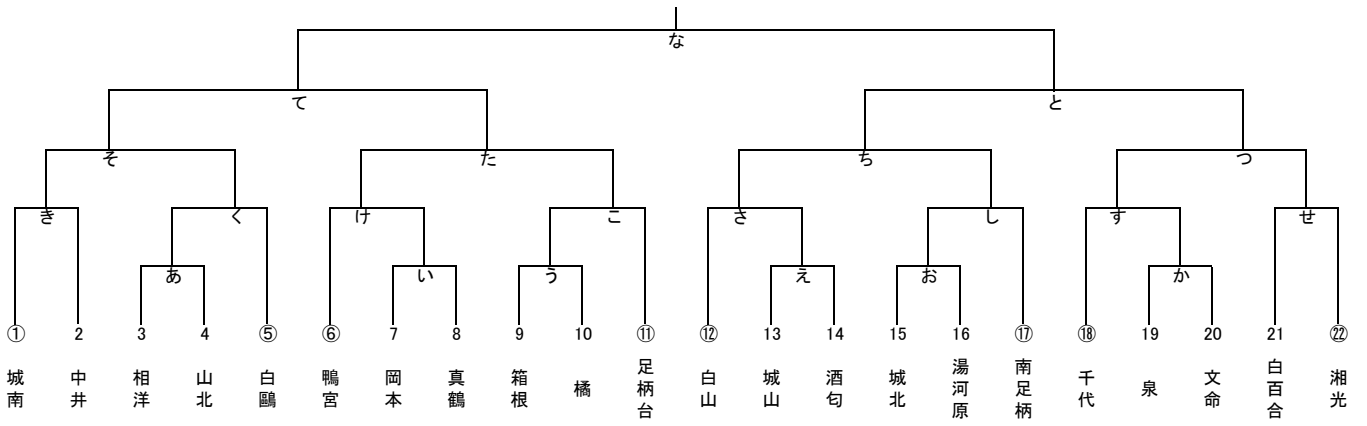 な
て と
そ た ち つ
き く け こ さ し す せ
あ い う え お か
① 2 3 4 ⑤ ⑥ 7 8 9 10 ⑪ ⑫ 13 14 15 16 ⑰ ⑱ 19 20 21 ㉒
城南 中井 相洋 山北 白鷗 鴨宮 岡本 真鶴 箱根 橘 足柄台 白山 城山 酒匂 城北 湯河原 南足柄 千代 泉 文命 白百合 湘光